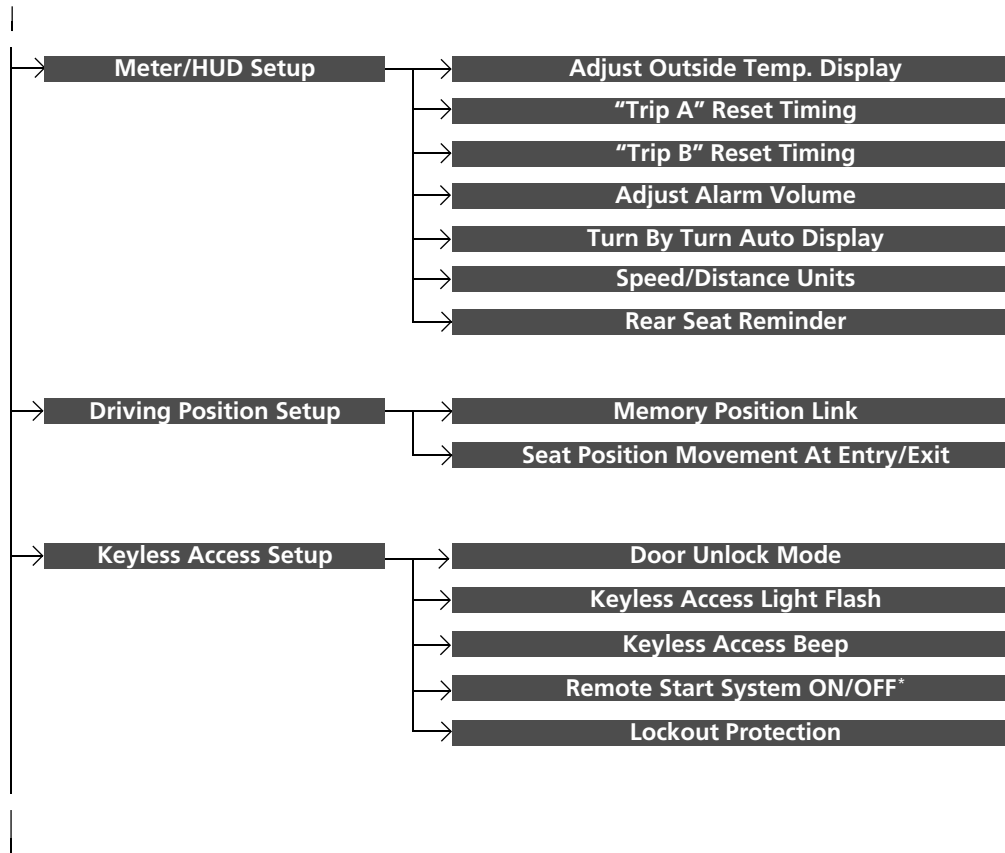 Meter/HUD Setup
Adjust Outside Temp. Display
“Trip A” Reset Timing
“Trip B” Reset Timing
Adjust Alarm Volume
Turn By Turn Auto Display
Speed/Distance Units
Rear Seat Reminder
Driving Position Setup
Memory Position Link
Seat Position Movement At Entry/Exit
Keyless Access Setup
Door Unlock Mode
Keyless Access Light Flash
Keyless Access Beep
Remote Start System ON/OFF*
Lockout Protection